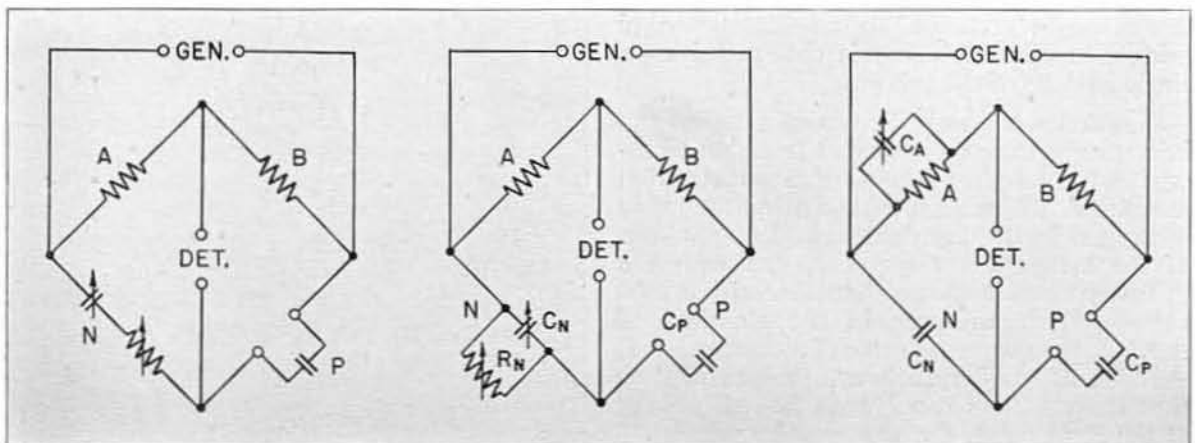 GEN.
A
B
DET.
N
P
GEN.
A
B
DET.
N
C_N
R_N
C_P
P
GEN.
C_A
A
B
DET.
N
C_N
P
C_P